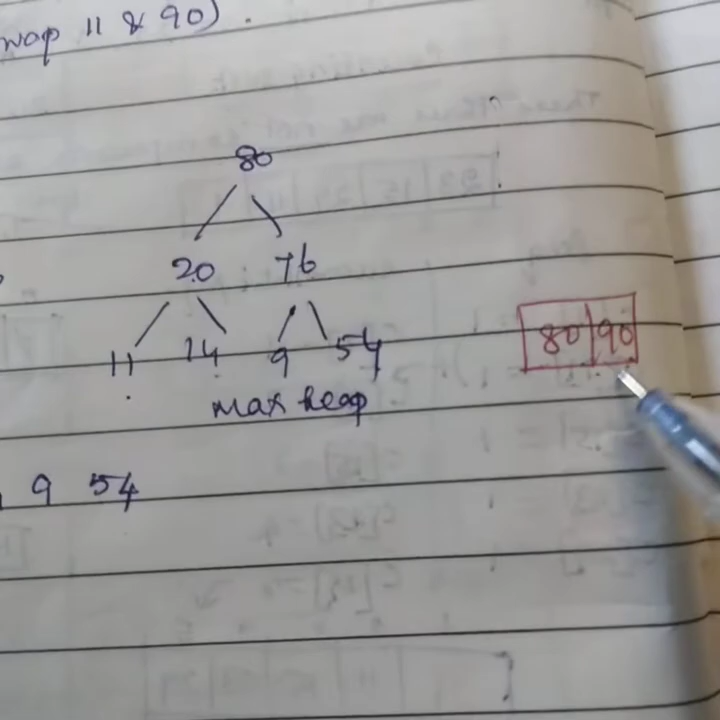 wap 11 & 90).
80
20 76
11 14 9 54
80 90
max heap
9 54